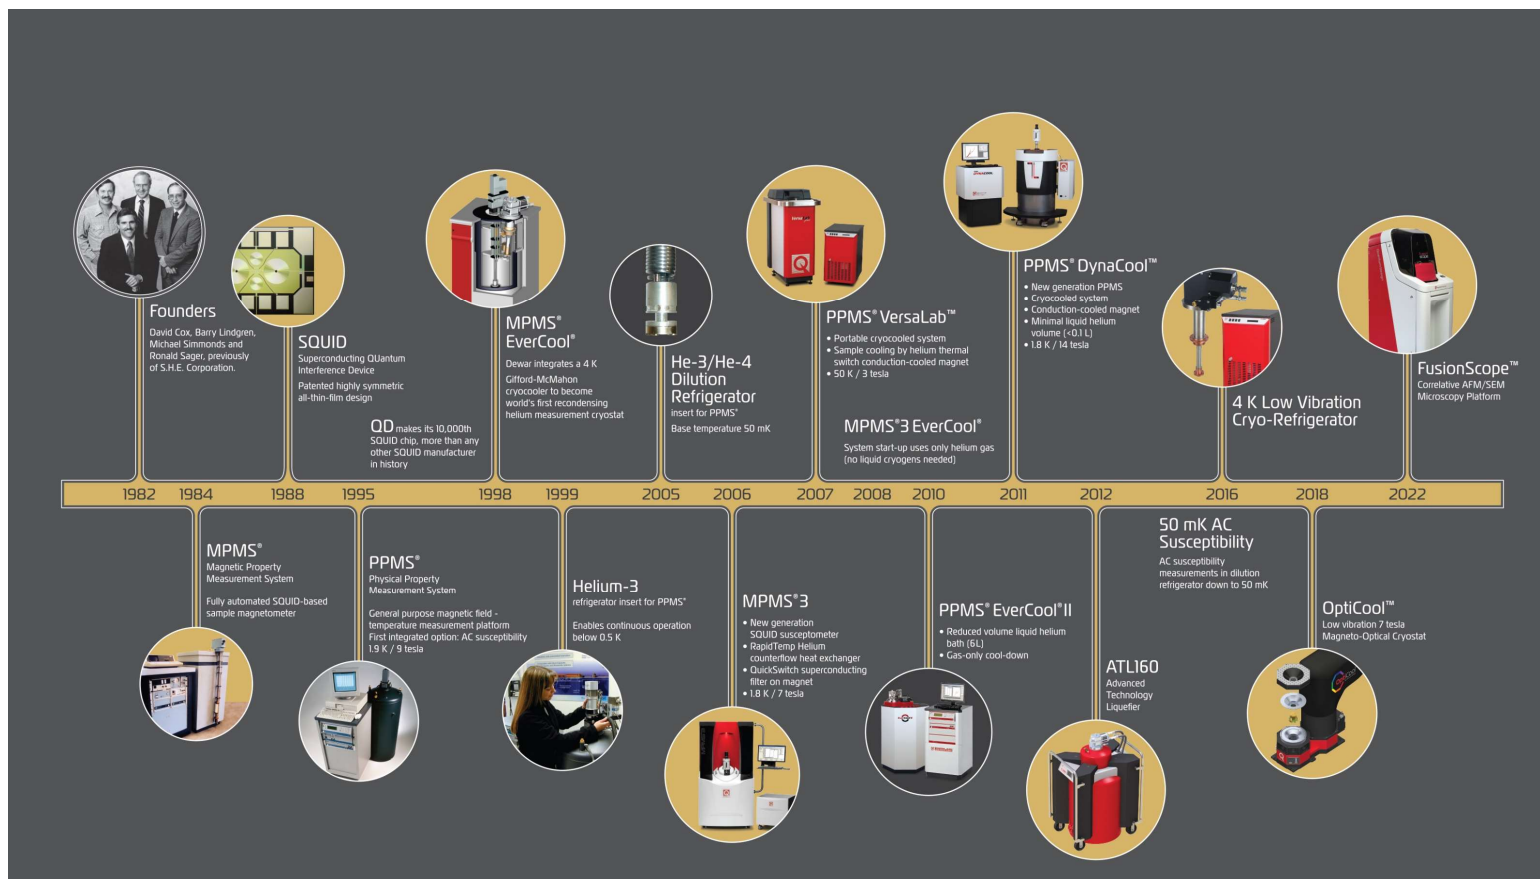 Founders
David Cox, Barry Lindgren,
Michael Simmonds and
Ronald Sager, previously
of S.H.E. Corporation.
SQUID
Superconducting QUantum
Interference Device
Patented highly symmetric
all-thin-film design
QD makes its 10,000th
SQUID chip, more than any
other SQUID manufacturer
in history
MPMS®
EverCool®
Dewar integrates a 4 K
Gifford-McMahon
cryocooler to become
world's first recondensing
helium measurement cryostat
He-3/He-4
Dilution
Refrigerator
insert for PPMS®
Base temperature 50 mK
PPMS® VersaLab™
• Portable cryocooled system
• Sample cooling by helium thermal
switch conduction-cooled magnet
• 50 K / 3 tesla
MPMS®3 EverCool®
System start-up uses only helium gas
(no liquid cryogens needed)
PPMS® DynaCool™
• New generation PPMS
• Cryocooled system
• Conduction-cooled magnet
• Minimal liquid helium
volume (<0.1 L)
• 1.8 K / 14 tesla
4 K Low Vibration
Cryo-Refrigerator
FusionScope™
Correlative AFM/SEM
Microscopy Platform
1982 1984 1988 1995 1998 1999 2005 2006 2007 2008 2010 2011 2012 2016 2018 2022
MPMS®
Magnetic Property
Measurement System
Fully automated SQUID-based
sample magnetometer
PPMS®
Physical Property
Measurement System
General purpose magnetic field -
temperature measurement platform
First integrated option: AC susceptibility
1.9 K / 9 tesla
Helium-3
refrigerator insert for PPMS®
Enables continuous operation
below 0.5 K
MPMS®3
• New generation
SQUID susceptometer
• RapidTemp Helium
counterflow heat exchanger
• QuickSwitch superconducting
filter on magnet
• 1.8 K / 7 tesla
PPMS® EverCool®II
• Reduced volume liquid helium
bath (6L)
• Gas-only cool-down
ATL160
Advanced
Technology
Liquefier
50 mK AC
Susceptibility
AC susceptibility
measurements in dilution
refrigerator down to 50 mK
OptiCool™
Low vibration 7 tesla
Magneto-Optical Cryostat